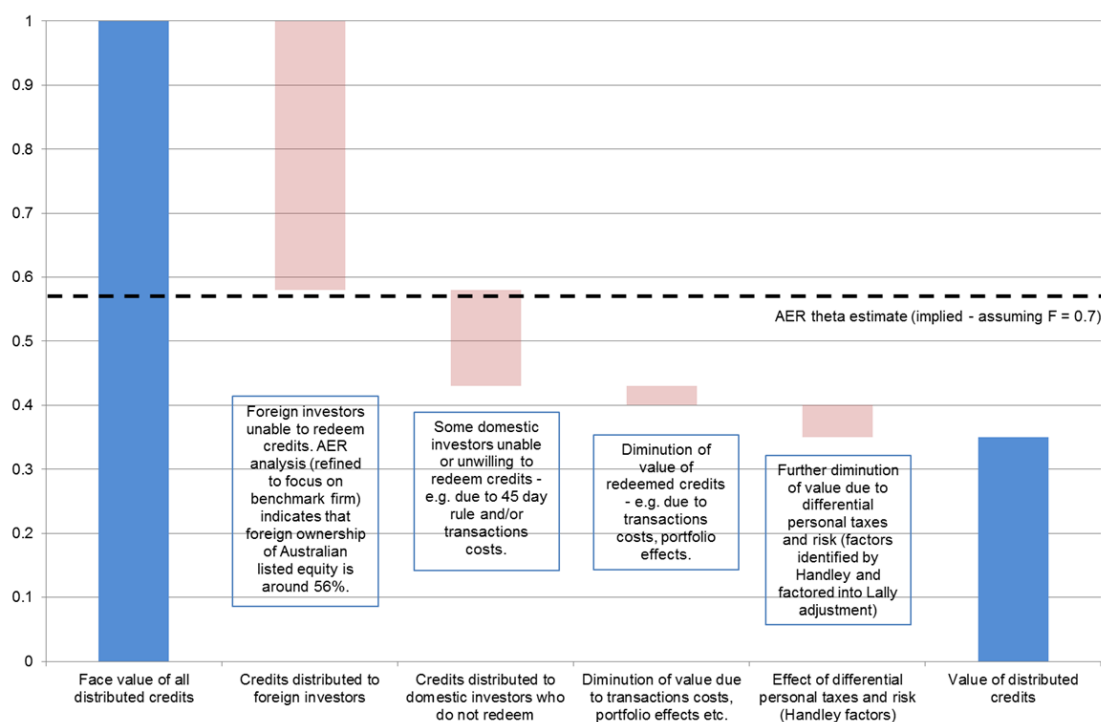 1
0.9
0.8
0.7
0.6
0.5
0.4
0.3
0.2
0.1
0
AER theta estimate (implied - assuming F = 0.7)
Foreign investors
unable to redeem
credits. AER
analysis (refined
to focus on
benchmark firm)
indicates that
foreign ownership
of Australian
listed equity is
around 56%.
Some domestic
investors unable
or unwilling to
redeem credits -
e.g. due to 45 day
rule and/or
transactions
costs.
Diminution of
value of
redeemed credits
- e.g. due to
transactions
costs, portfolio
effects.
Further diminution
of value due to
differential
personal taxes
and risk (factors
identified by
Handley and
factored into Lally
adjustment)
Face value of all
distributed credits
Credits distributed to
foreign investors
Credits distributed to
domestic investors who
do not redeem
Diminution of value due
to transactions costs,
portfolio effects etc.
Effect of differential
personal taxes and risk
(Handley factors)
Value of distributed
credits